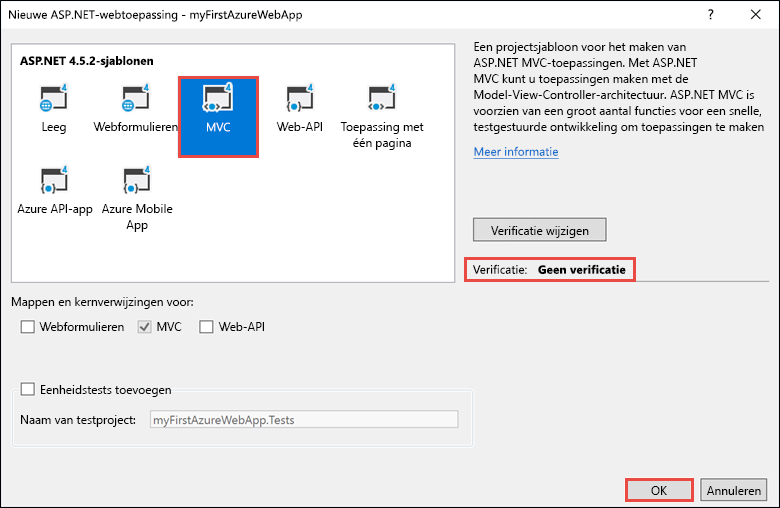 Nieuwe ASP.NET-webtoepassing - myFirstAzureWebApp
ASP.NET 4.5.2-sjablonen
Leeg
Webformulieren
MVC
Web-API
Toepassing met
één pagina
Azure API-app
Azure Mobile
App
Een projectsjabloon voor het maken van
ASP.NET MVC-toepassingen. Met ASP.NET
MVC kunt u toepassingen maken met de
Model-View-Controller-architectuur. ASP.NET MVC is
voorzien van een groot aantal functies voor een snelle,
testgestuurde ontwikkeling om toepassingen te maken
Meer informatie
Verificatie wijzigen
Verificatie: Geen verificatie
Mappen en kernverwijzingen voor:
Webformulieren MVC Web-API
Eenheidstests toevoegen
Naam van testproject: myFirstAzureWebApp.Tests
OK Annuleren